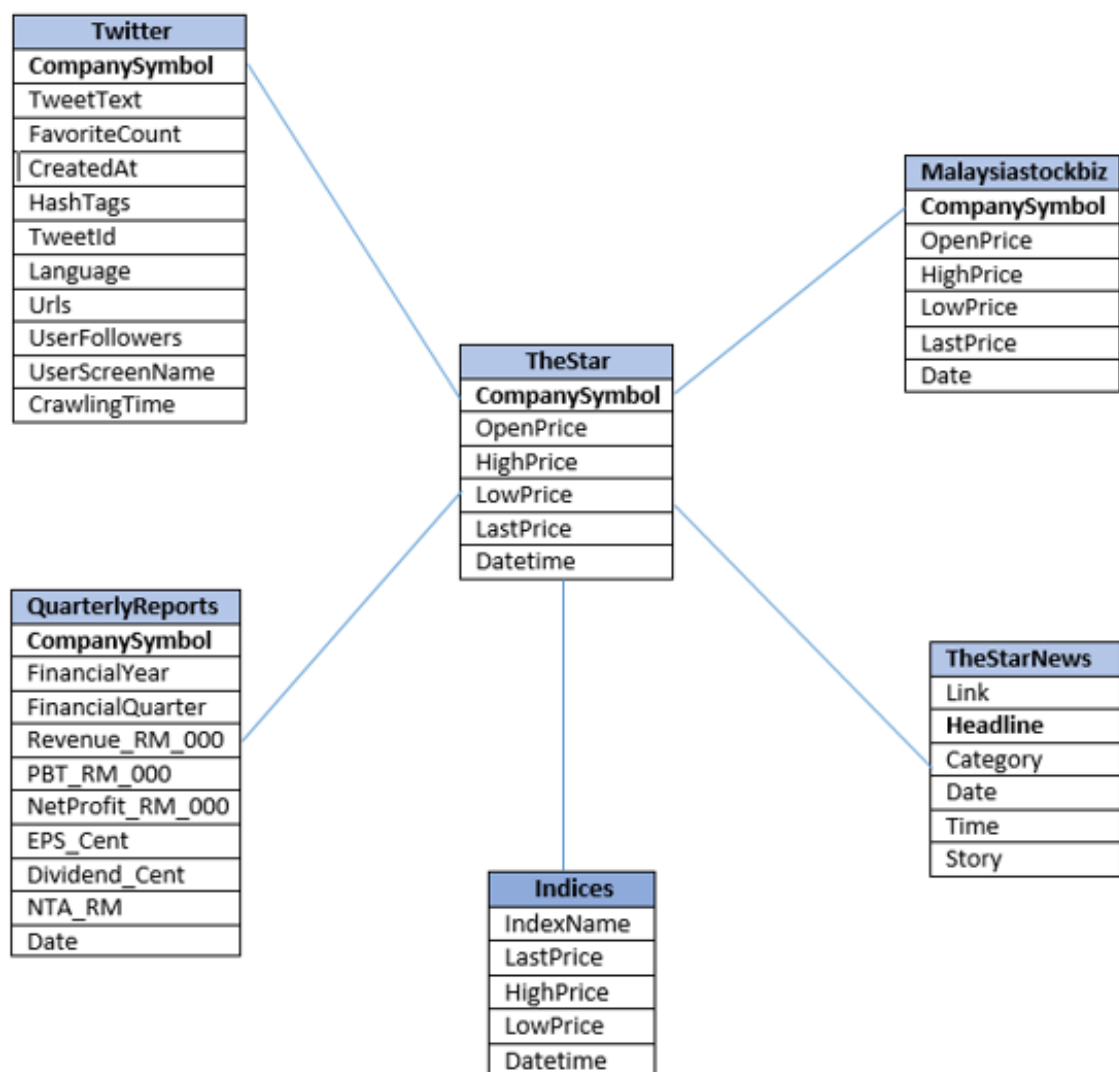 Twitter
CompanySymbol
TweetText
FavoriteCount
CreatedAt
HashTags
TweetId
Language
Urls
UserFollowers
UserScreenName
CrawlingTime
Malaysiastockbiz
CompanySymbol
OpenPrice
HighPrice
LowPrice
LastPrice
Date
TheStar
CompanySymbol
OpenPrice
HighPrice
LowPrice
LastPrice
Datetime
QuarterlyReports
CompanySymbol
FinancialYear
FinancialQuarter
Revenue_RM_000
PBT_RM_000
NetProfit_RM_000
EPS_Cent
Dividend_Cent
NTA_RM
Date
TheStarNews
Link
Headline
Category
Date
Time
Story
Indices
IndexName
LastPrice
HighPrice
LowPrice
Datetime